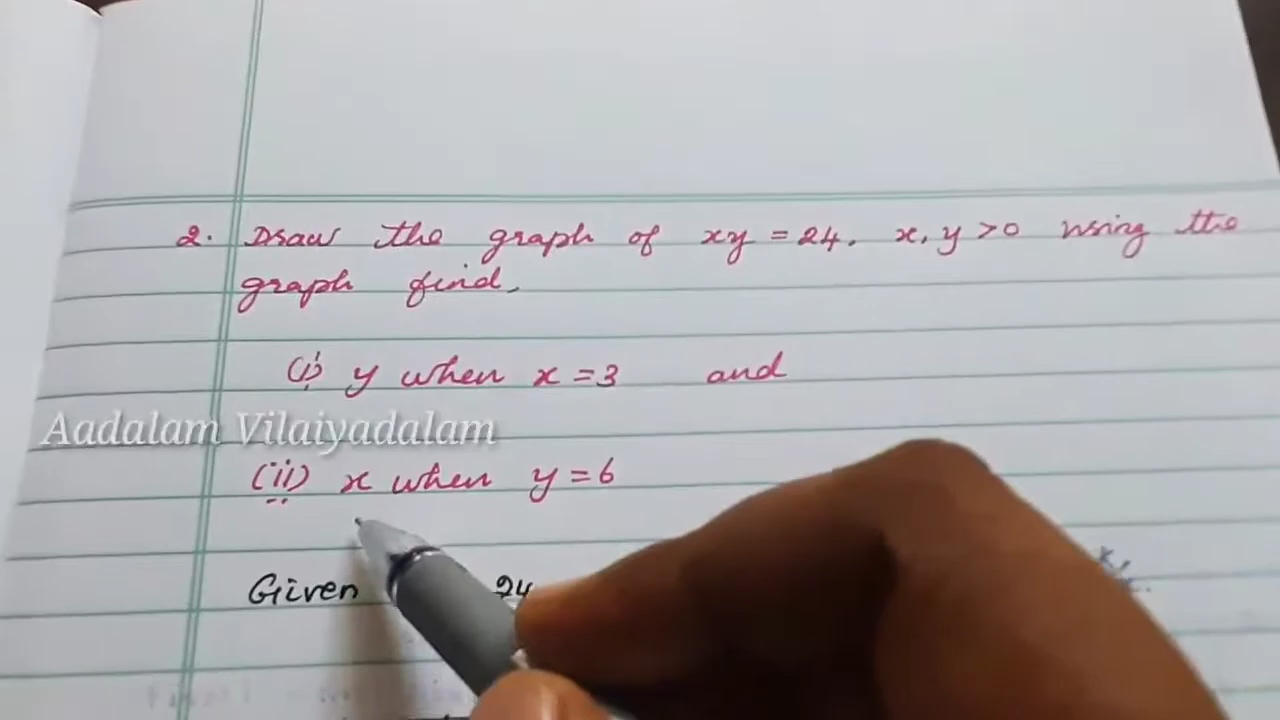 2. Draw the graph of xy = 24. x, y > 0 using the
graph find,
(i) y when x = 3 and
Aadalam Vilaiyadalam
(ii) x when y = 6
Given 24